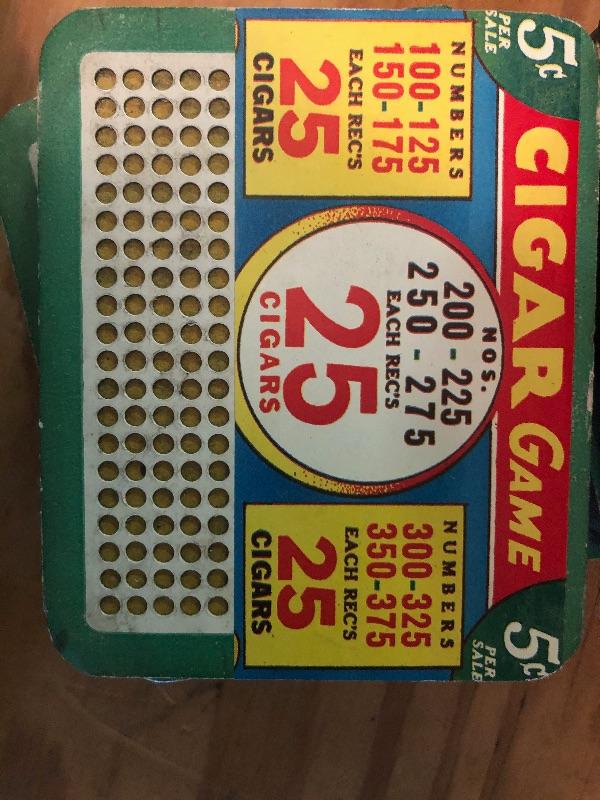 5¢
PER
SALE
CIGAR GAME
5¢
PER
SALE
NUMBERS
100-125
150-175
EACH REC'S
25
CIGARS
NOS.
200-225
250-275
EACH REC'S
25
CIGARS
NUMBERS
300-325
350-375
EACH REC'S
25
CIGARS